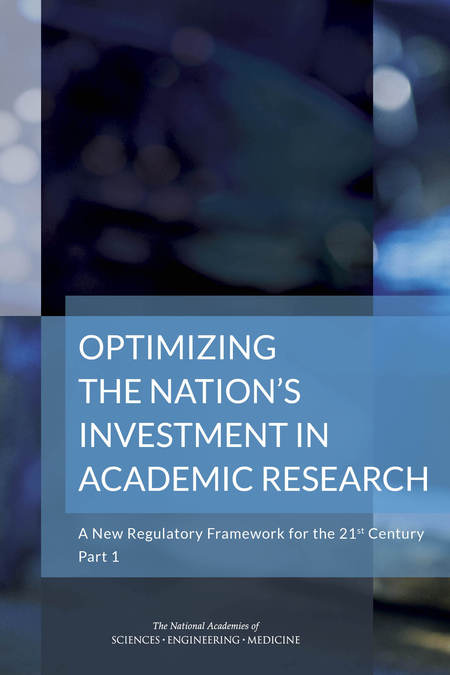 OPTIMIZING
THE NATION’S
INVESTMENT IN
ACADEMIC RESEARCH
A New Regulatory Framework for the 21st Century
Part 1
The National Academies of
SCIENCES • ENGINEERING • MEDICINE